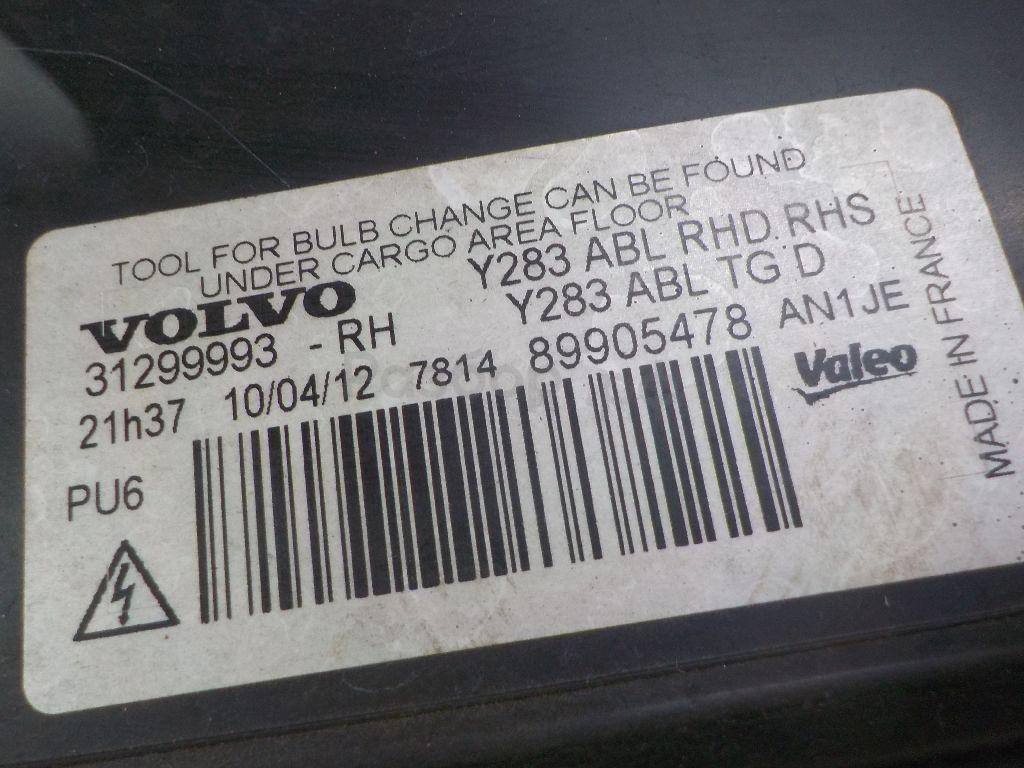 TOOL FOR BULB CHANGE CAN BE FOUND
UNDER CARGO AREA FLOOR
VOLVO
Y283 ABL RHD RHS
31299993 - RH
Y283 ABL TG D
21h37 10/04/12 7814 89905478 AN1JE
PU6
Valeo
MADE IN FRANCE